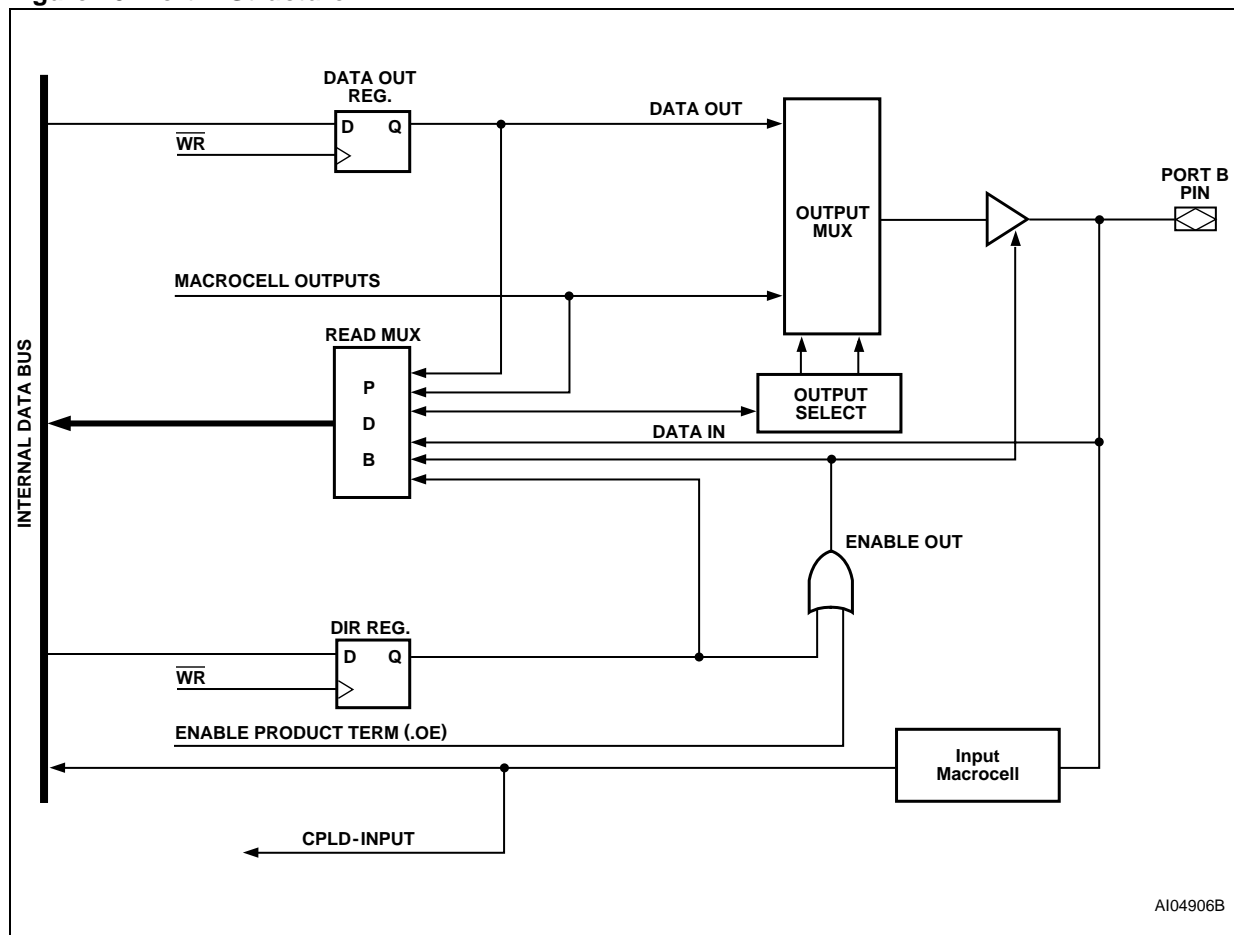 DATA OUT
REG.
D Q
WR
DATA OUT
OUTPUT
MUX
PORT B
PIN
MACROCELL OUTPUTS
READ MUX
P
D
B
OUTPUT
SELECT
DATA IN
INTERNAL DATA BUS
ENABLE OUT
DIR REG.
D Q
WR
ENABLE PRODUCT TERM (.OE)
Input
Macrocell
CPLD-INPUT
AI04906B